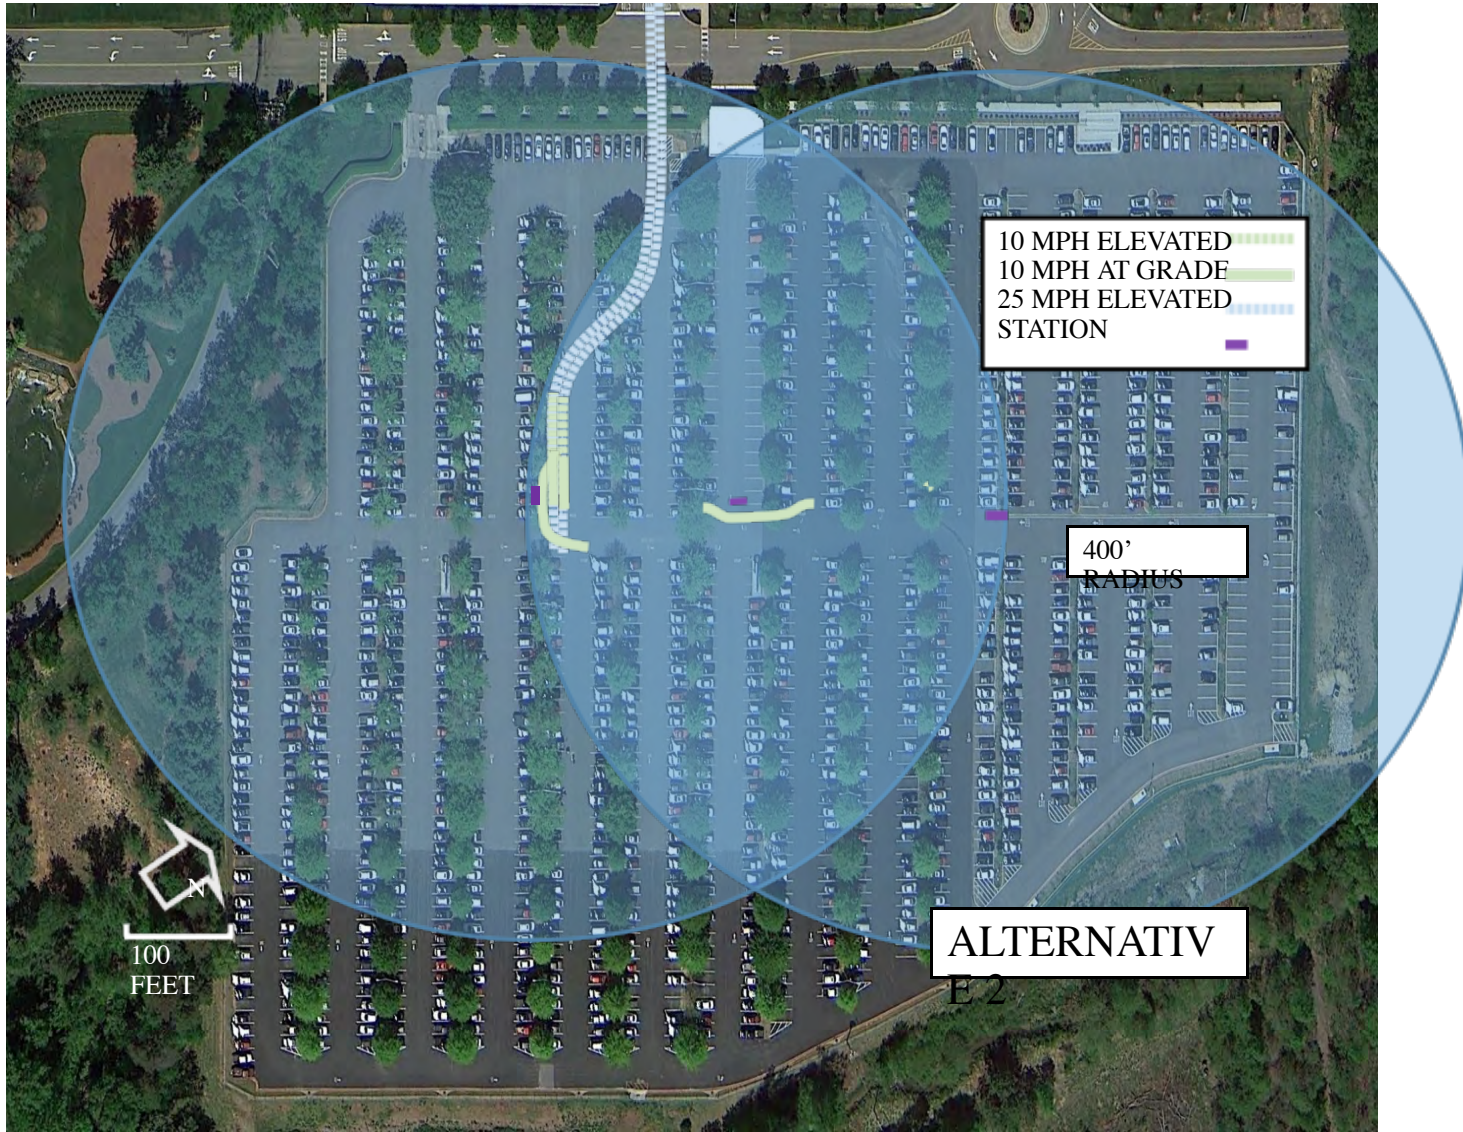 10 MPH ELEVATED
10 MPH AT GRADE
25 MPH ELEVATED
STATION
400’
RADIUS
N
100
FEET
ALTERNATIV
E 2